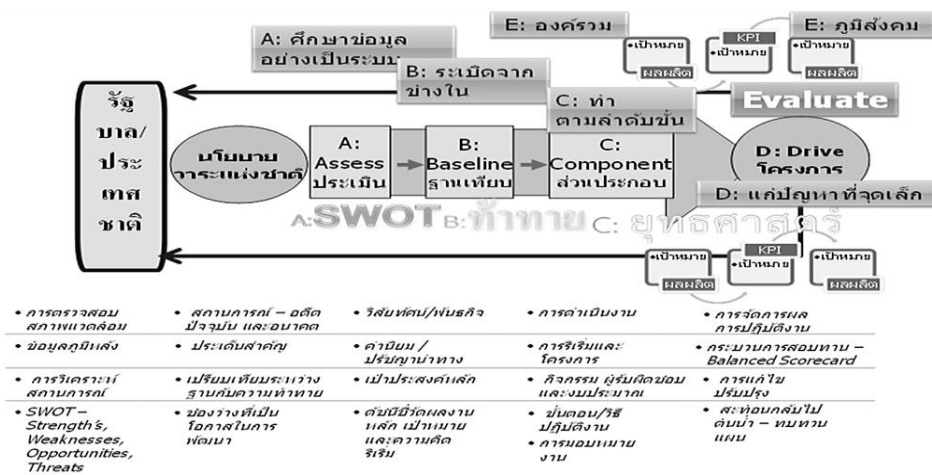 E: องค์รวม
E: ภูมิสังคม
A: ศึกษาข้อมูล
อย่างเป็นระบบ
•เป้าหมาย
ผลผลิต
KPI
•เป้าหมาย
•เป้าหมาย
ผลผลิต
B: ระเบิดจาก
ข้างใน
C: ทำ
ตามลำดับขั้น
Evaluate
รัฐ
บาล/
ประ
เทศ
ชาติ
นโยบาย
วาระแห่งชาติ
A:
Assess
ประเมิน
B:
Baseline
ฐานเทียบ
C:
Component
ส่วนประกอบ
D: Drive
โครงการ
D: แก้ปัญหาที่จุดเล็ก
A:SWOT B:ท้าทาย C: ยุทธศาสตร์
•เป้าหมาย
ผลผลิต
KPI
•เป้าหมาย
•เป้าหมาย
ผลผลิต
• การตรวจสอบ
สภาพแวดล้อม
• สถานการณ์ – อดีต
ปัจจุบัน และอนาคต
• วิสัยทัศน์/พันธกิจ
• การดำเนินงาน
• การจัดการผล
การปฏิบัติงาน
• ข้อมูลภูมิหลัง
• ประเด็นสำคัญ
• ค่านิยม /
ปรัชญานำทาง
• การริเริ่มและ
โครงการ
• กระบวนการสอบทาน –
Balanced Scorecard
• การวิเคราะห์
สถานการณ์
• เปรียบเทียบระหว่าง
ฐานกับความท้าทาย
• เป้าประสงค์หลัก
• กิจกรรม ผู้รับผิดชอบ
และงบประมาณ
• การแก้ไข
ปรับปรุง
• SWOT –
Strength's,
Weaknesses,
Opportunities,
Threats
• ช่องว่างที่เป็น
โอกาสในการ
พัฒนา
• ดัชนีชี้วัดผลงาน
หลัก เป้าหมาย
และความคิด
ริเริ่ม
• ขั้นตอน/วิธี
ปฏิบัติงาน
• การมอบหมาย
งาน
• สะท้อนกลับไป
ต้นน้ำ – ทบทวน
แผน